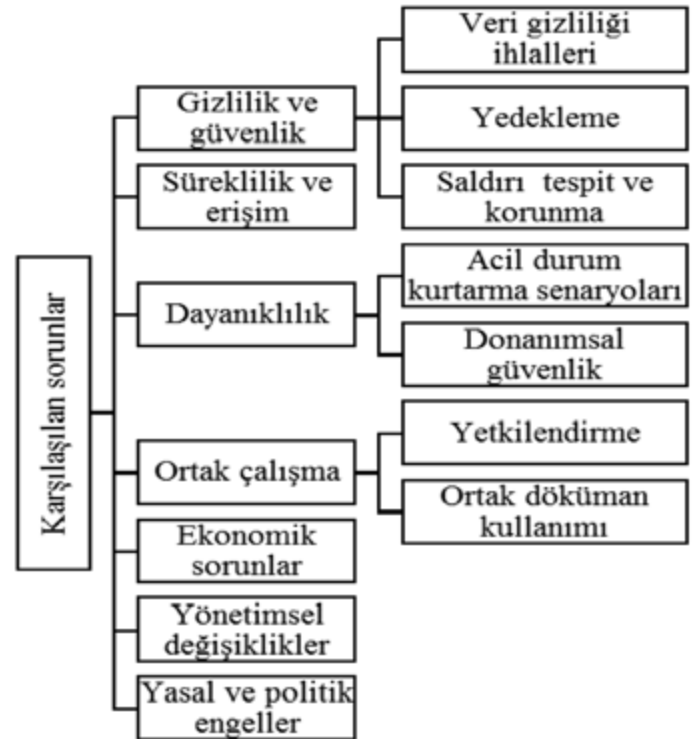 Karşılaşılan sorunlar
Gizlilik ve
güvenlik
Veri gizliliği
ihlalleri
Yedekleme
Saldırı tespit ve
korunma
Süreklilik ve
erişim
Dayanıklılık
Acil durum
kurtarma senaryoları
Donanımsal
güvenlik
Ortak çalışma
Yetkilendirme
Ortak döküman
kullanımı
Ekonomik
sorunlar
Yönetimsel
değişiklikler
Yasal ve politik
engeller